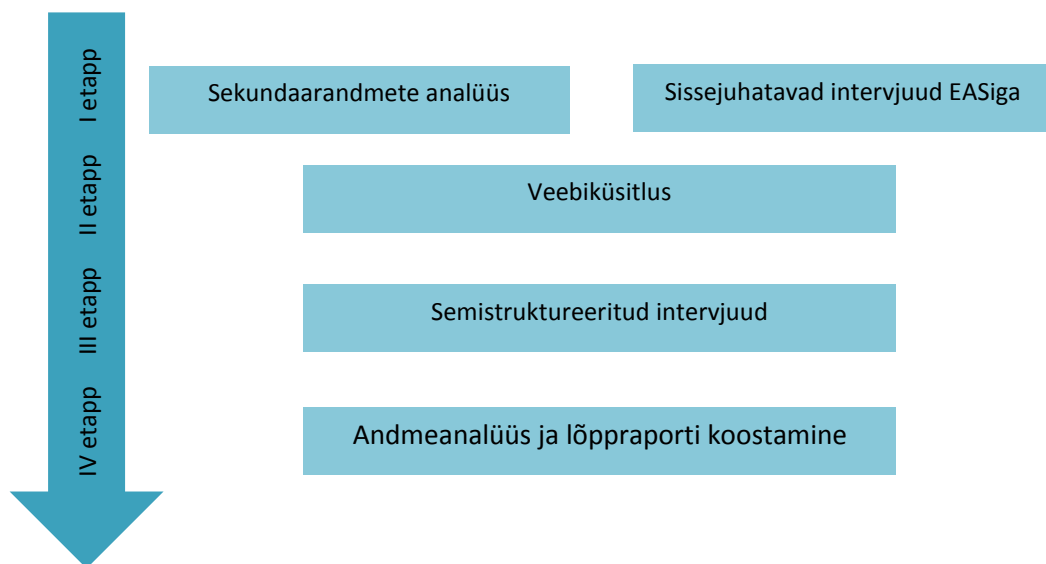 I etapp
Sekundaarandmete analüüs
Sissejuhatavad intervjuud EASiga
II etapp
Veebiküsitlus
III etapp
Semistruktureeritud intervjuud
IV etapp
Andmeanalüüs ja lõppraporti koostamine